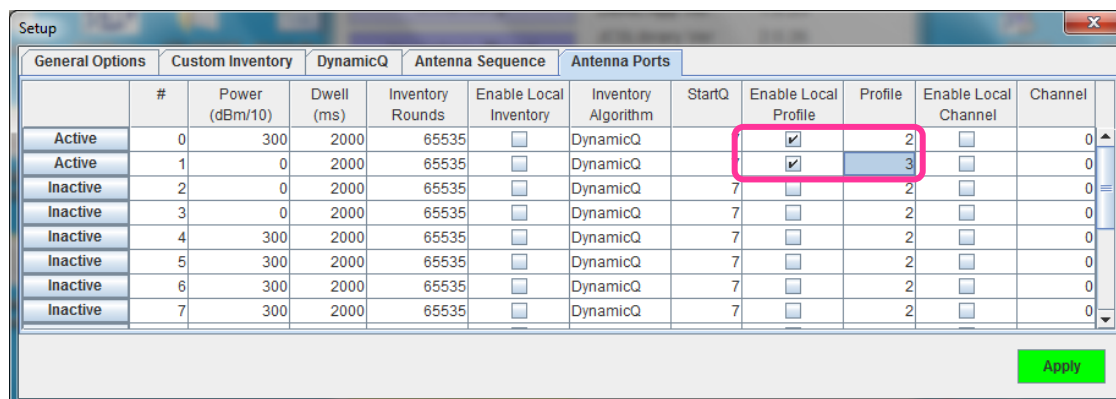 Setup
General Options Custom Inventory DynamicQ Antenna Sequence Antenna Ports
# Power (dBm/10) Dwell (ms) Inventory Rounds Enable Local Inventory Inventory Algorithm StartQ Enable Local Profile Profile Enable Local Channel Channel
Active 0 300 2000 65535 DynamicQ 7 2 0
Active 1 0 2000 65535 DynamicQ 7 3 0
Inactive 2 0 2000 65535 DynamicQ 7 2 0
Inactive 3 0 2000 65535 DynamicQ 7 2 0
Inactive 4 300 2000 65535 DynamicQ 7 2 0
Inactive 5 300 2000 65535 DynamicQ 7 2 0
Inactive 6 300 2000 65535 DynamicQ 7 2 0
Inactive 7 300 2000 65535 DynamicQ 7 2 0
Apply